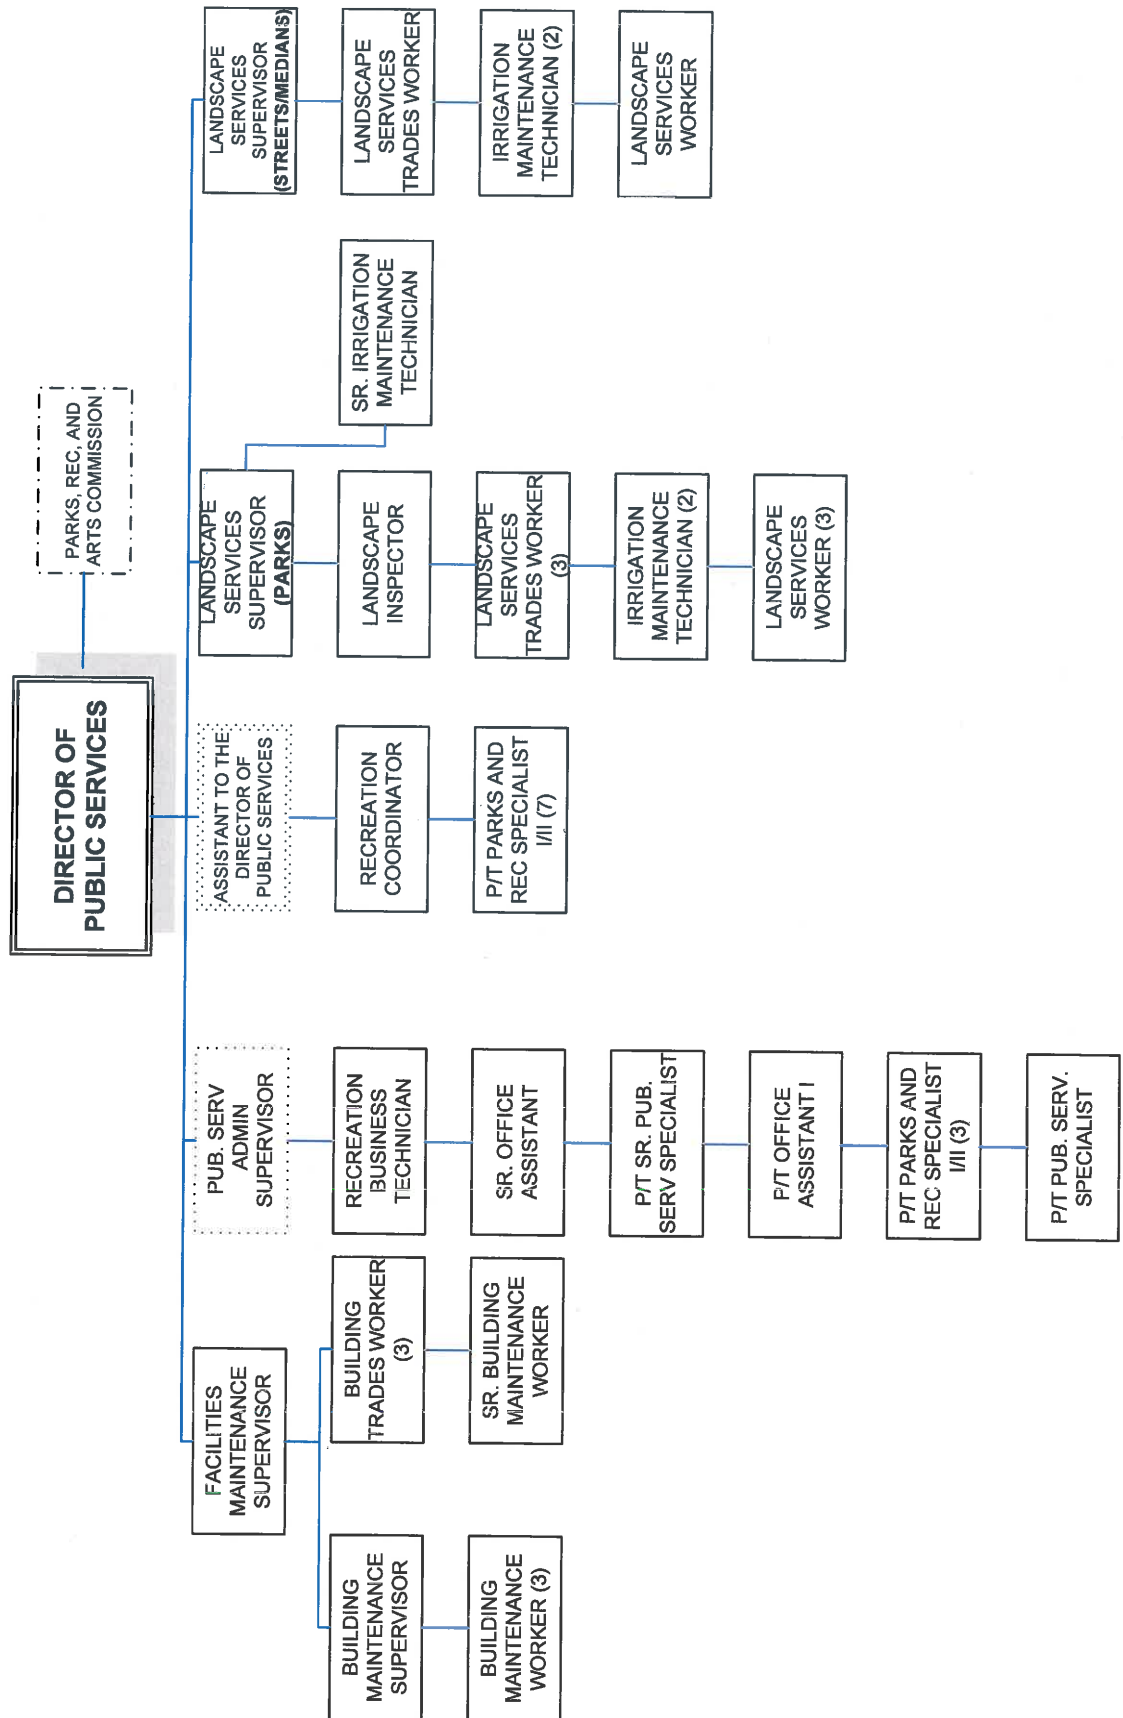 DIRECTOR OF
PUBLIC SERVICES
PARKS, REC, AND
ARTS COMMISSION
FACILITIES
MAINTENANCE
SUPERVISOR
BUILDING
MAINTENANCE
SUPERVISOR
BUILDING
MAINTENANCE
WORKER (3)
BUILDING
TRADES WORKER
(3)
SR. BUILDING
MAINTENANCE
WORKER
PUB. SERV
ADMIN
SUPERVISOR
RECREATION
BUSINESS
TECHNICIAN
SR. OFFICE
ASSISTANT
P/T SR. PUB.
SERV SPECIALIST
P/T OFFICE
ASSISTANT I
P/T PARKS AND
REC SPECIALIST
I/II (3)
P/T PUB. SERV.
SPECIALIST
ASSISTANT TO THE
DIRECTOR OF
PUBLIC SERVICES
RECREATION
COORDINATOR
P/T PARKS AND
REC SPECIALIST
I/II (7)
LANDSCAPE
SERVICES
SUPERVISOR
(PARKS)
LANDSCAPE
INSPECTOR
LANDSCAPE
SERVICES
TRADES WORKER
(3)
IRRIGATION
MAINTENANCE
TECHNICIAN (2)
LANDSCAPE
SERVICES
WORKER (3)
SR. IRRIGATION
MAINTENANCE
TECHNICIAN
LANDSCAPE
SERVICES
SUPERVISOR
(STREETS/MEDIANS)
LANDSCAPE
SERVICES
TRADES WORKER
IRRIGATION
MAINTENANCE
TECHNICIAN (2)
LANDSCAPE
SERVICES
WORKER